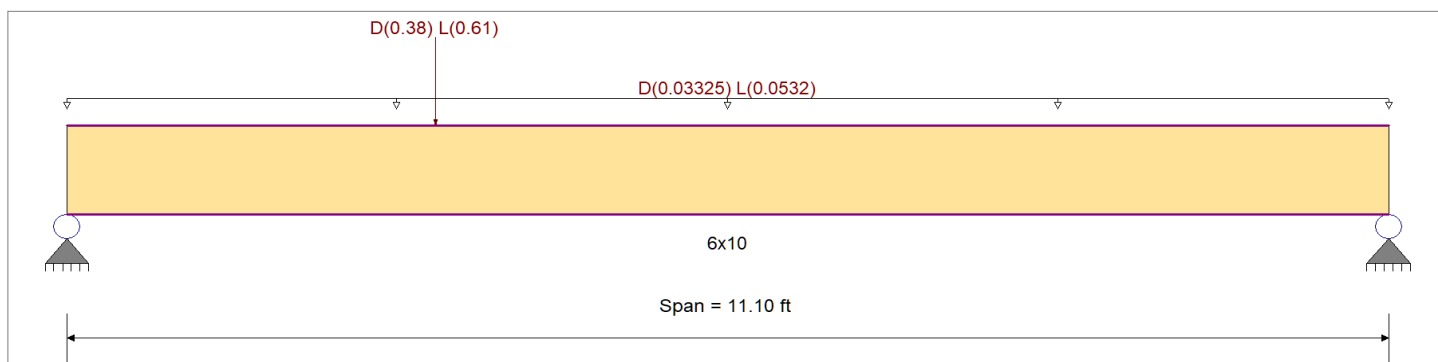 D(0.38) L(0.61)
D(0.03325) L(0.0532)
6x10
Span = 11.10 ft